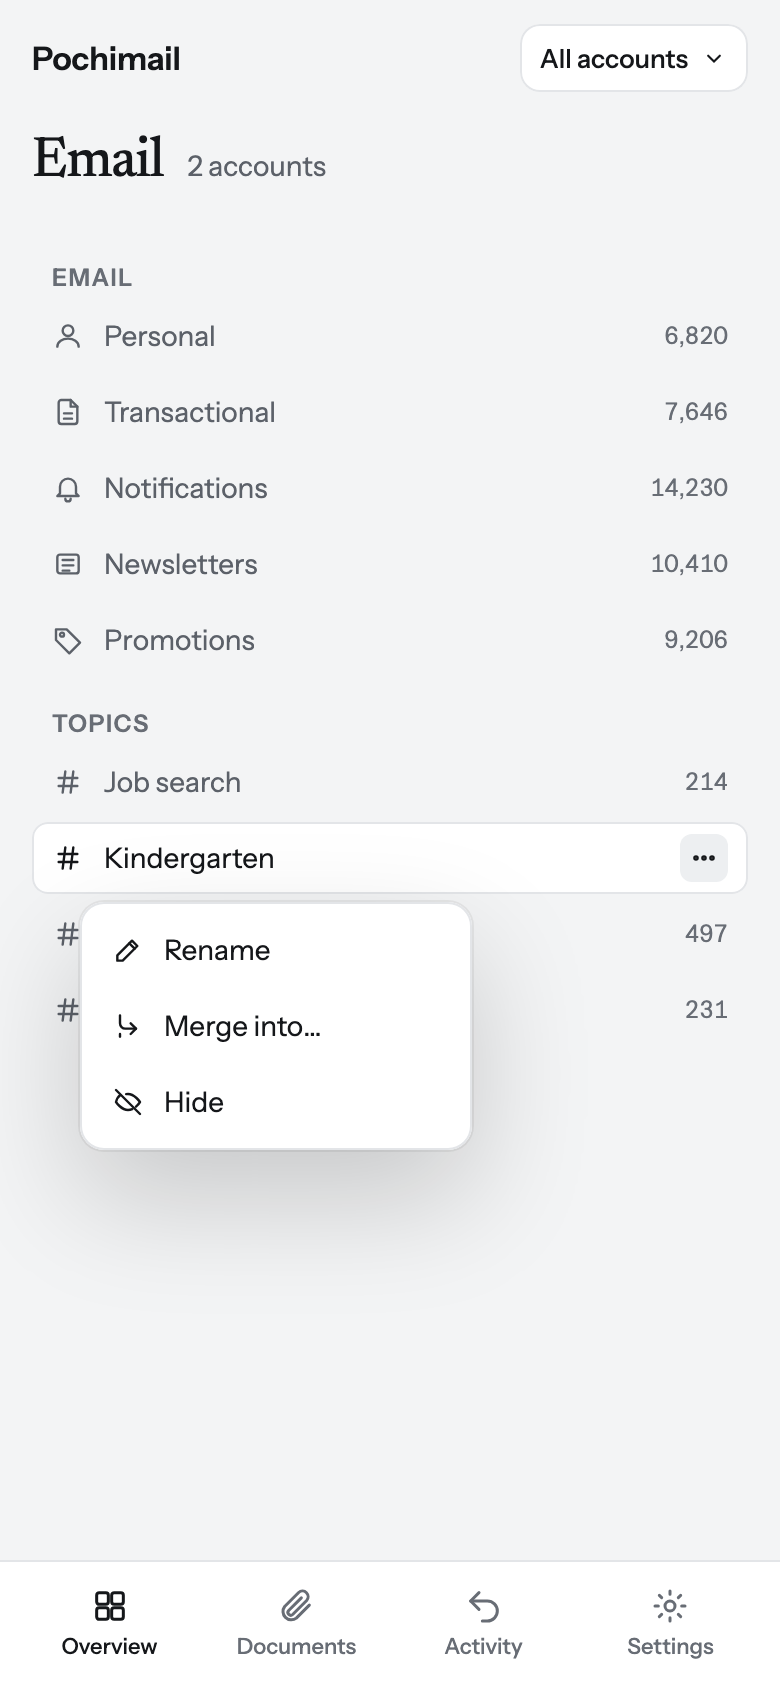 Pochimail
All accounts
Email 2 accounts
EMAIL
Personal 6,820
Transactional 7,646
Notifications 14,230
Newsletters 10,410
Promotions 9,206
TOPICS
# Job search 214
# Kindergarten
# 497
Rename
Merge into...
# 231
Hide
Overview
Documents
Activity
Settings